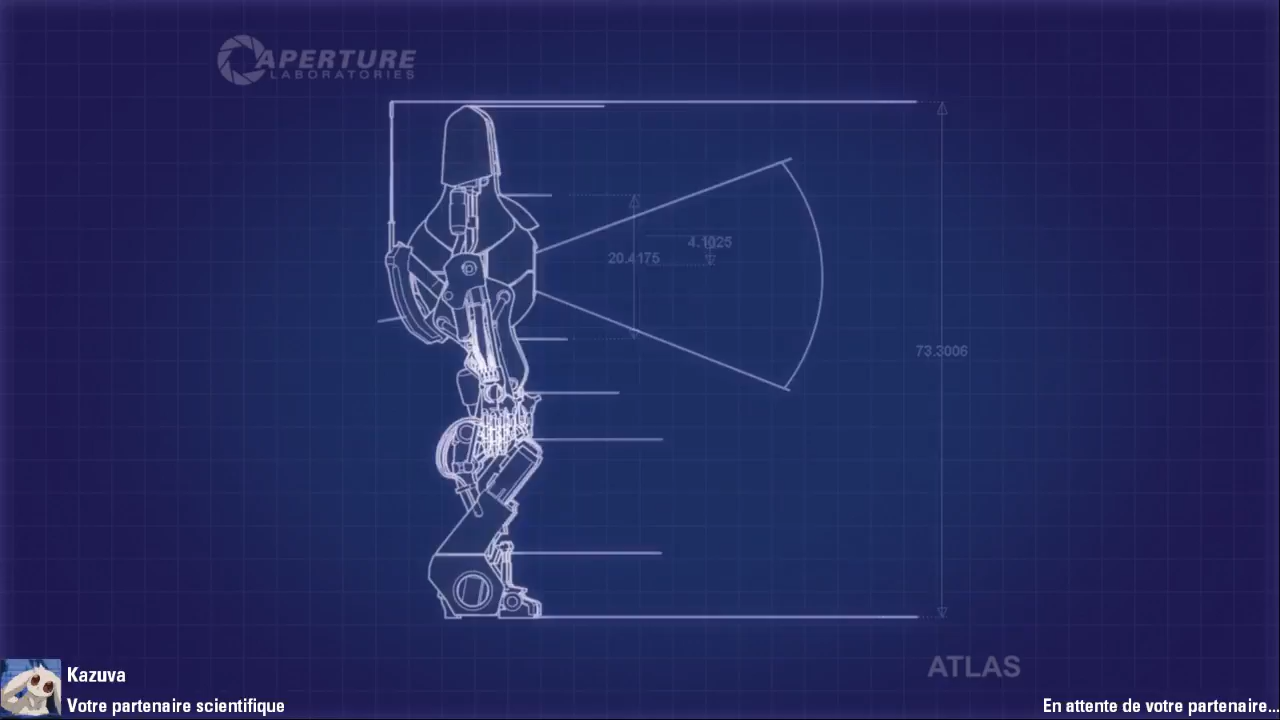 APERTURE
LABORATORIES
4.1025
20.4175
73.3006
ATLAS
Kazuva
Votre partenaire scientifique
En attente de votre partenaire...